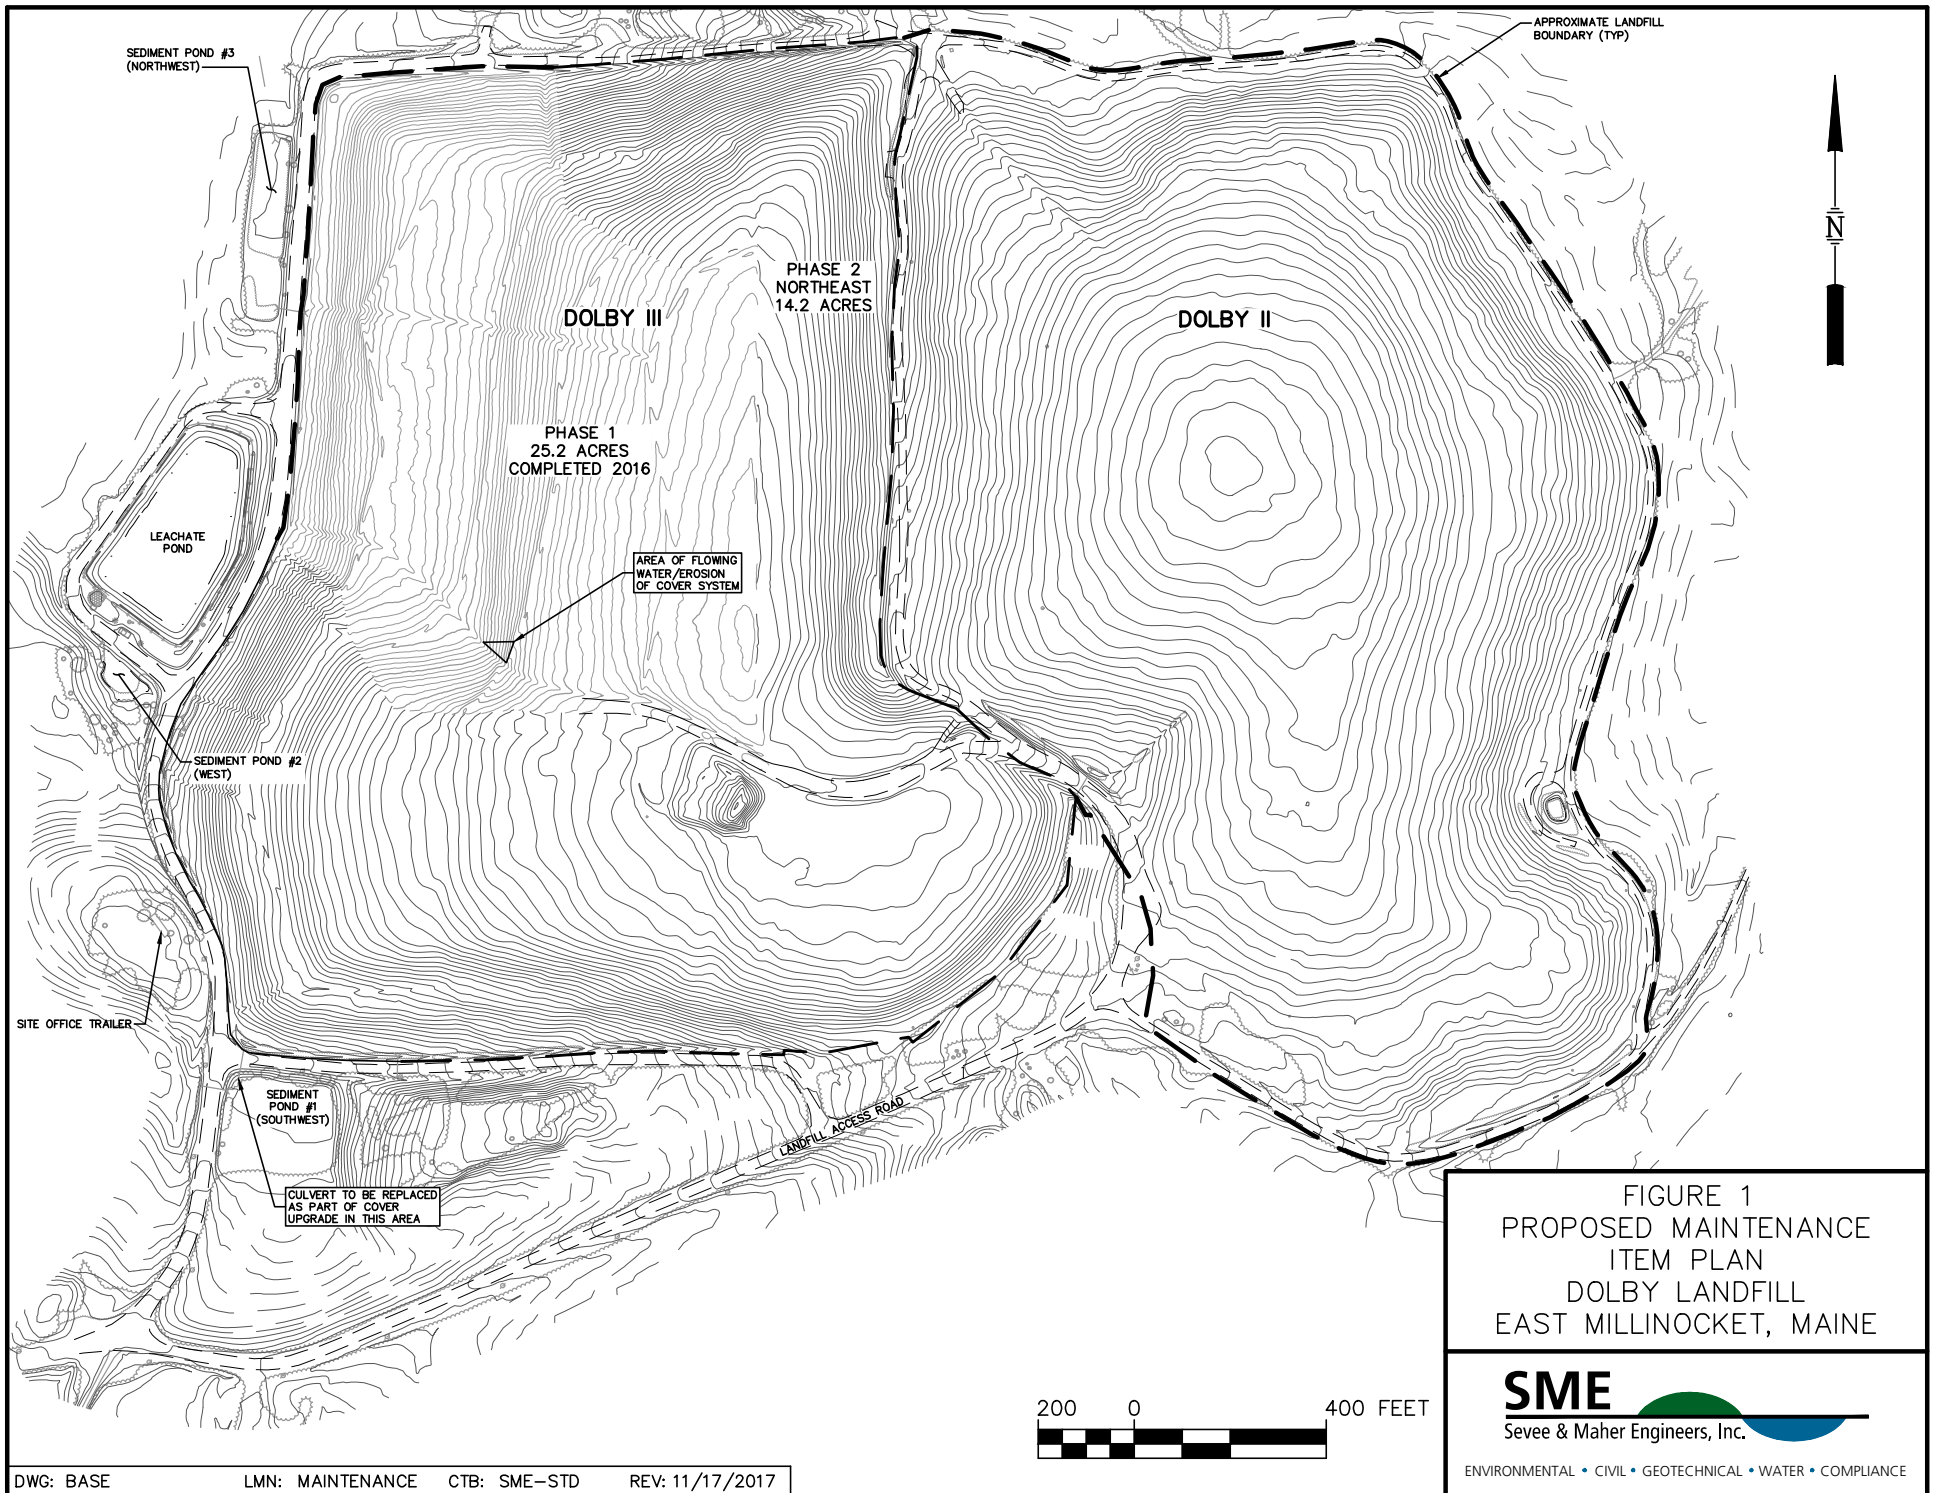 SEDIMENT POND #3
(NORTHWEST)
APPROXIMATE LANDFILL
BOUNDARY (TYP)
N
PHASE 2
NORTHEAST
14.2 ACRES
DOLBY III
DOLBY II
PHASE 1
25.2 ACRES
COMPLETED 2016
LEACHATE
POND
AREA OF FLOWING
WATER/EROSION
OF COVER SYSTEM
SEDIMENT POND #2
(WEST)
SITE OFFICE TRAILER
SEDIMENT
POND #1
(SOUTHWEST)
LANDFILL ACCESS ROAD
CULVERT TO BE REPLACED
AS PART OF COVER
UPGRADE IN THIS AREA
FIGURE 1
PROPOSED MAINTENANCE
ITEM PLAN
DOLBY LANDFILL
EAST MILLINOCKET, MAINE
200 0 400 FEET
SME
Sevee & Maher Engineers, Inc.
ENVIRONMENTAL • CIVIL • GEOTECHNICAL • WATER • COMPLIANCE
DWG: BASE LMN: MAINTENANCE CTB: SME-STD REV: 11/17/2017